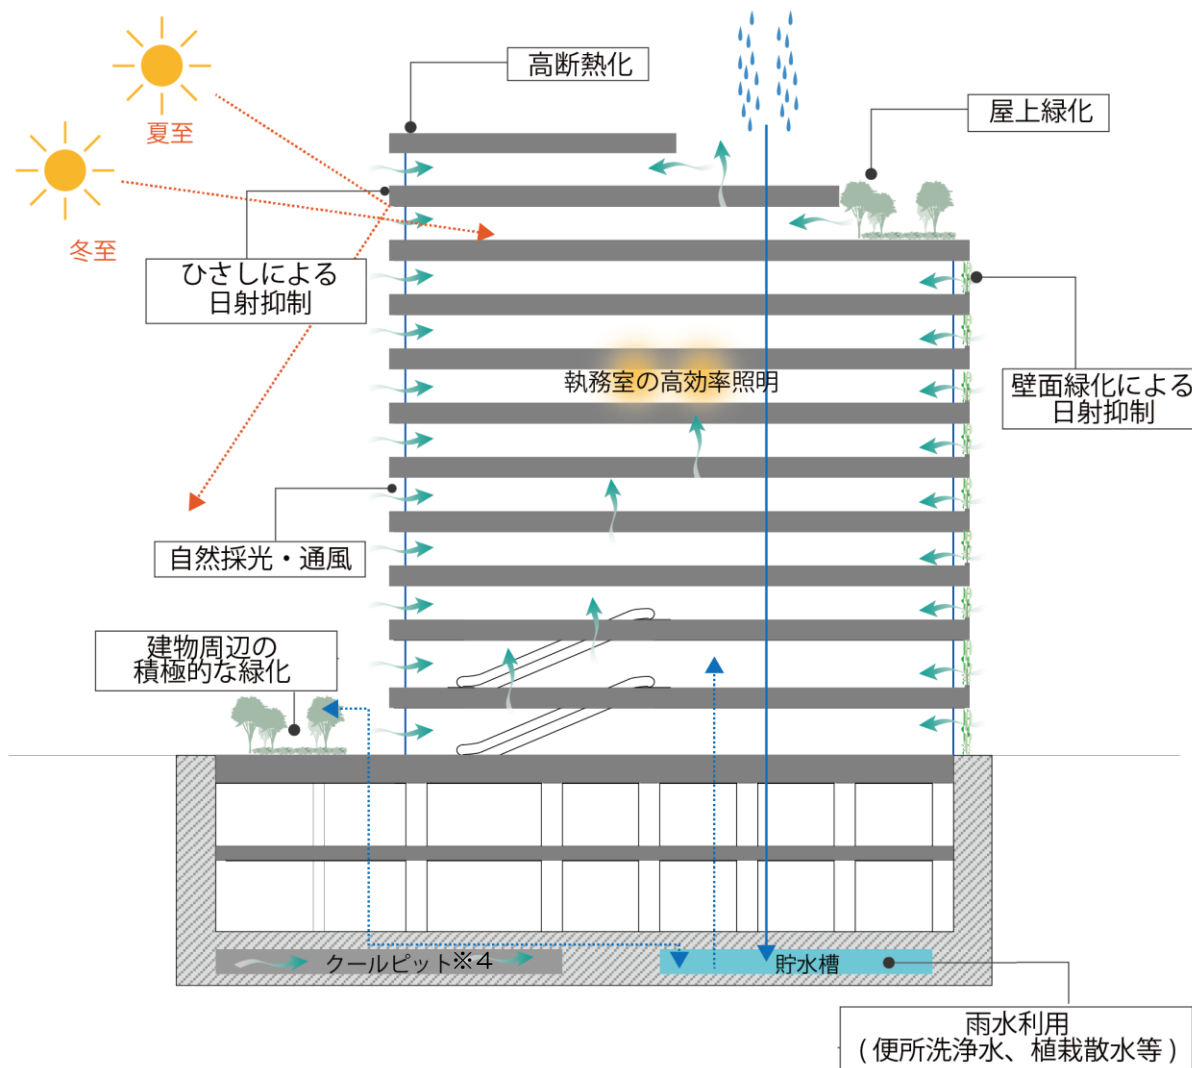 高断熱化
屋上緑化
夏至
冬至
ひさしによる
日射抑制
執務室の高効率照明
壁面緑化による
日射抑制
自然採光・通風
建物周辺の
積極的な緑化
クールピット※4
貯水槽
雨水利用
(便所洗浄水、植栽散水等)